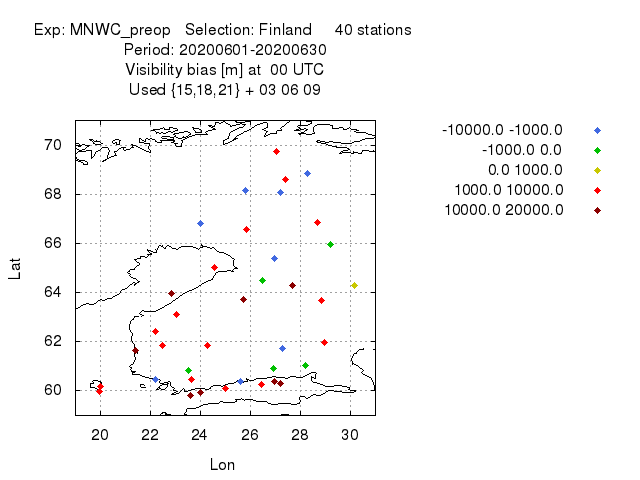 Exp: MNWC_preop Selection: Finland 40 stations
Period: 20200601-20200630
Visibility bias [m] at 00 UTC
Used {15,18,21} + 03 06 09
-10000.0 -1000.0
-1000.0 0.0
0.0 1000.0
1000.0 10000.0
10000.0 20000.0
70
68
66
64
62
60
Lat
20 22 24 26 28 30
Lon